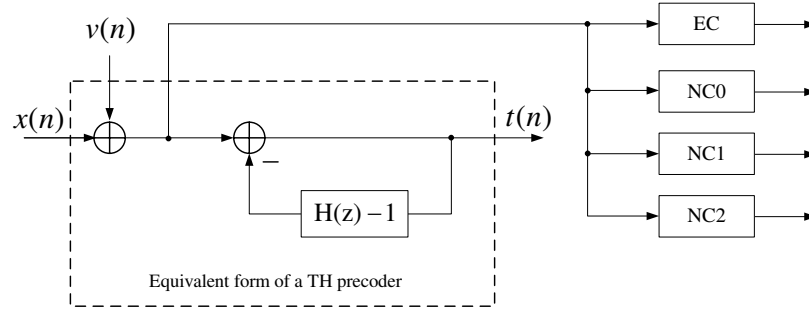 v(n)
EC
x(n)
t(n)
NC0
−
NC1
H(z) −1
NC2
Equivalent form of a TH precoder